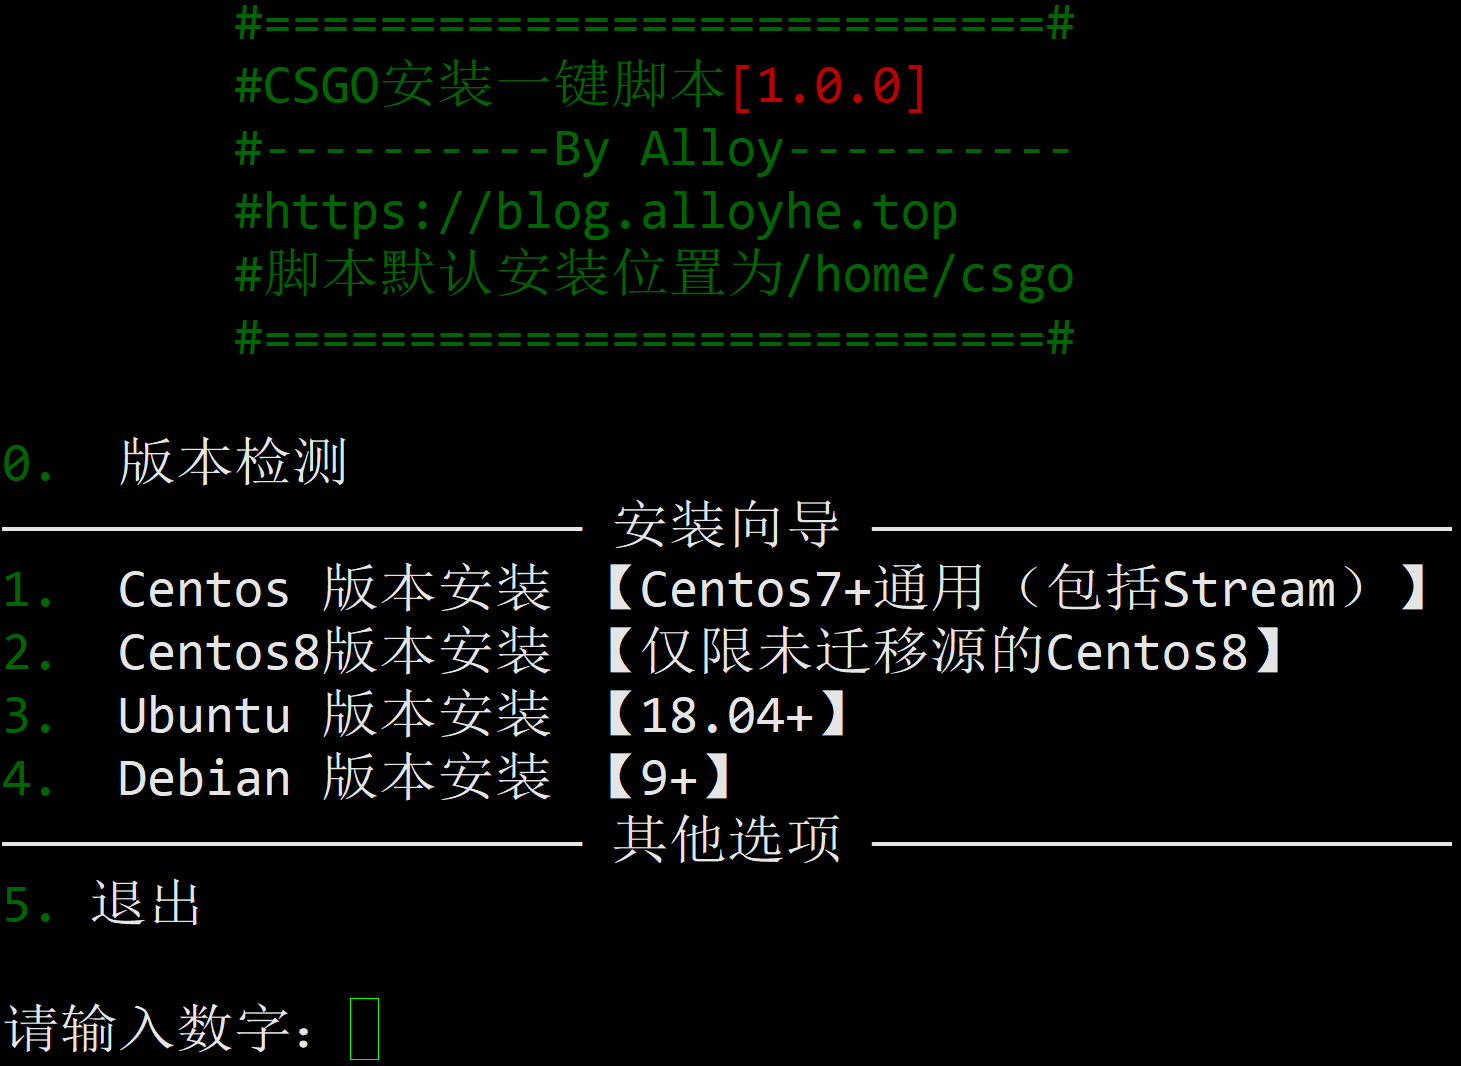 #===========================#
#CSGO安装一键脚本[1.0.0]
#----------By Alloy----------
#https://blog.alloyhe.top
#脚本默认安装位置为/home/csgo
#===========================#
0. 版本检测
———————————————————— 安装向导 ————————————————————
1. Centos 版本安装 【Centos7+通用（包括Stream）】
2. Centos8版本安装 【仅限未迁移源的Centos8】
3. Ubuntu 版本安装 【18.04+】
4. Debian 版本安装 【9+】
———————————————————— 其他选项 ————————————————————
5. 退出
请输入数字：